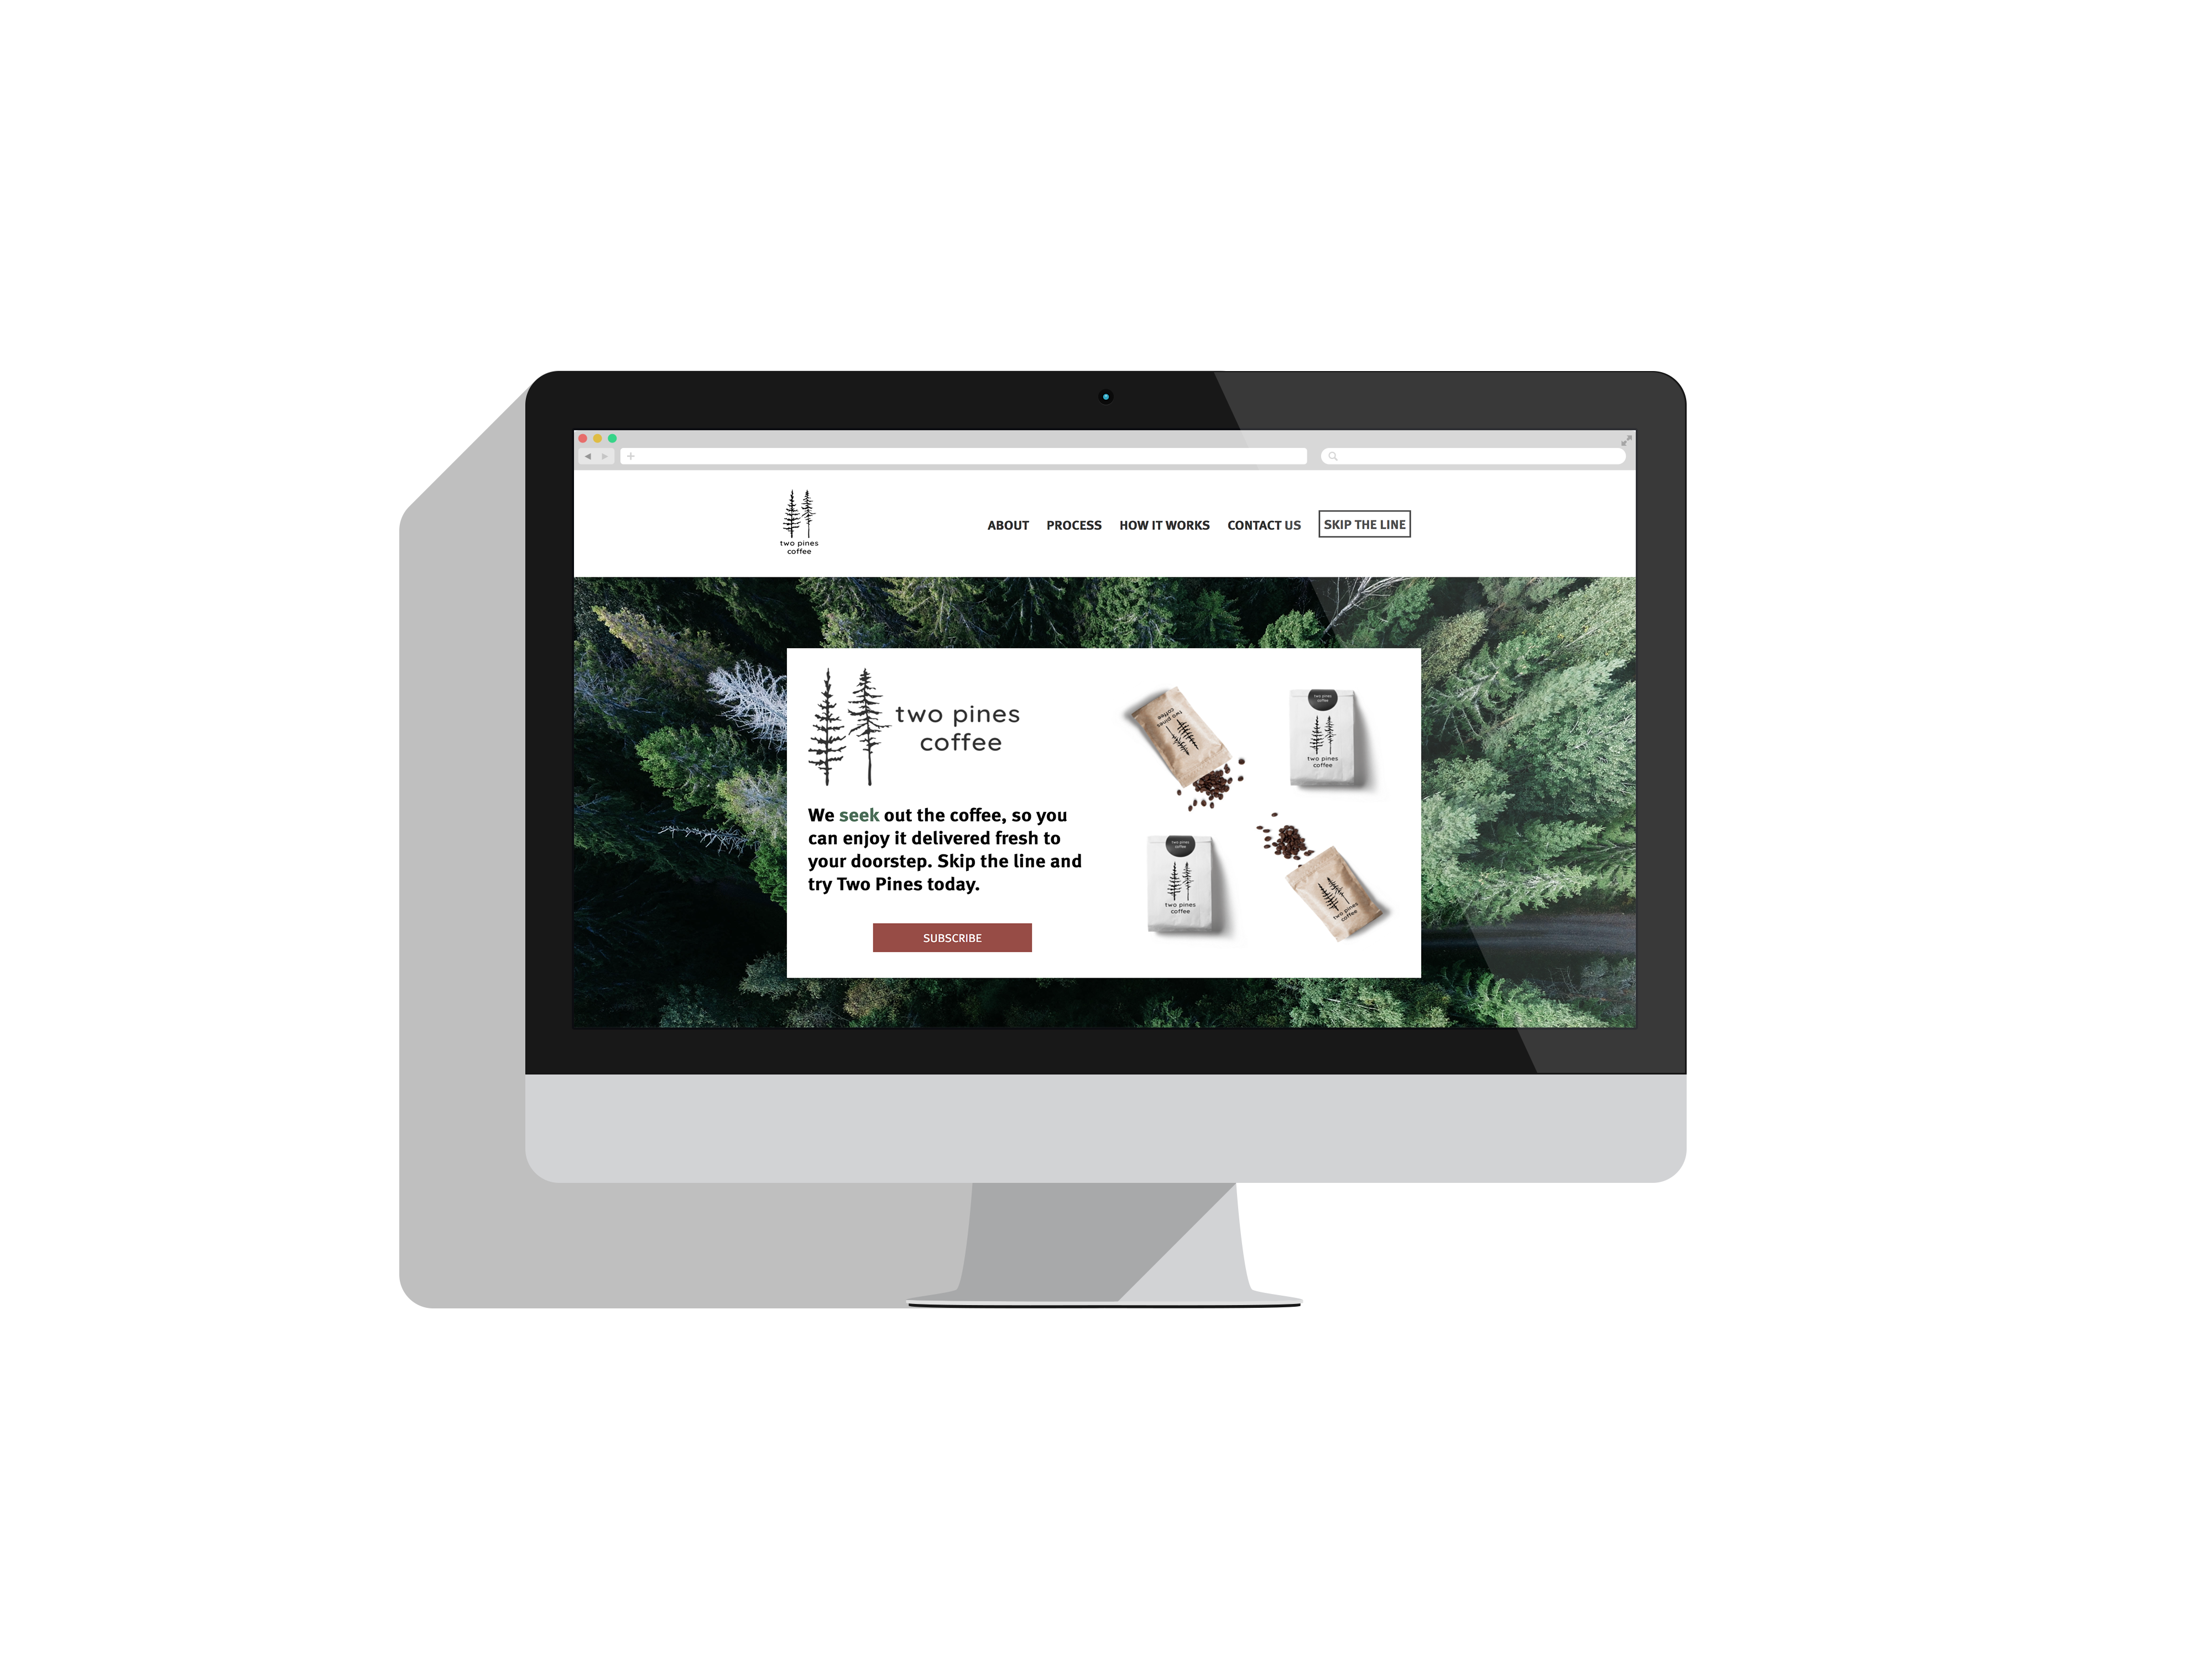 two pines
coffee
ABOUT PROCESS HOW IT WORKS CONTACT US SKIP THE LINE
two pines
coffee
We seek out the coffee, so you
can enjoy it delivered fresh to
your doorstep. Skip the line and
try Two Pines today.
SUBSCRIBE
two pines
coffee
two pines
coffee
two pines
coffee
two pines
coffee
two pines
coffee
two pines
coffee